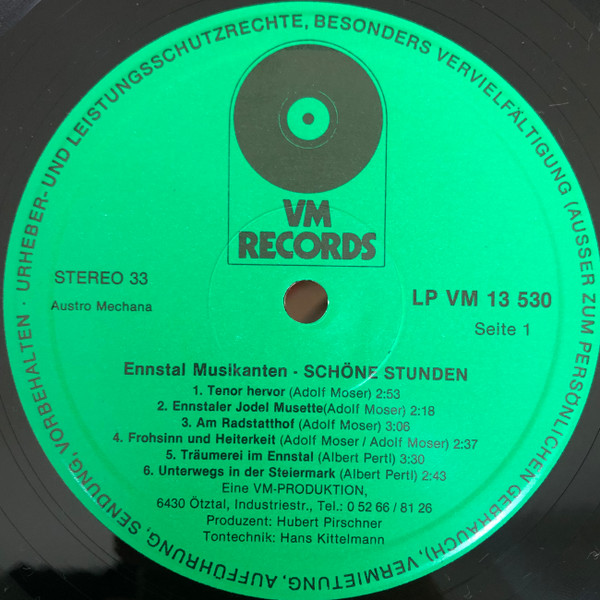 URHEBER- UND LEISTUNGSSCHUTZRECHTE, BESONDERS VERVIELFÄLTIGUNG (AUSSER ZUM PERSÖNLICHEN GEBRAUCH), VERMIETUNG, AUFFÜHRUNG, SENDUNG, VORBEHALTEN ·
VM
RECORDS
STEREO 33
Austro Mechana
LP VM 13 530
Seite 1
Ennstal Musikanten - SCHÖNE STUNDEN
1. Tenor hervor (Adolf Moser) 2:53
2. Ennstaler Jodel Musette(Adolf Moser) 2:18
3. Am Radstatthof (Adolf Moser) 3:06
4. Frohsinn und Heiterkeit (Adolf Moser / Adolf Moser) 2:37
5. Träumerei im Ennstal (Albert Pertl) 3:30
6. Unterwegs in der Steiermark (Albert Pertl) 2:43
Eine VM-PRODUKTION,
6430 Ötztal, Industriestr., Tel.: 0 52 66 / 81 26
Produzent: Hubert Pirschner
Tontechnik: Hans Kittelmann